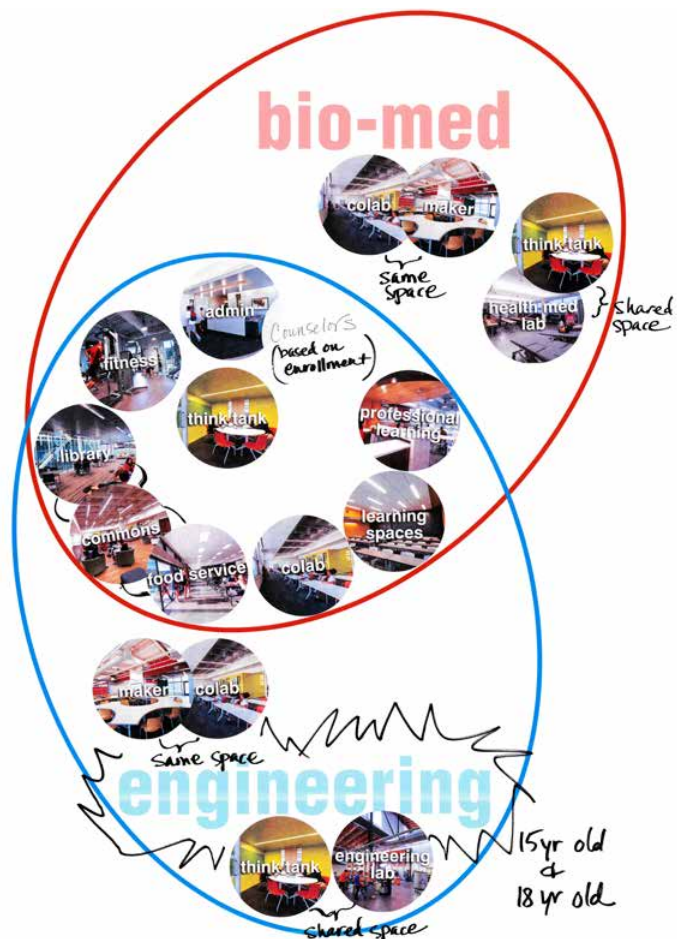 bio-med
colab
maker
same
space
think tank
health med
lab
shared
space
admin
Counselors
(based on
enrollment)
fitness
think tank
professional
learning
library
learning
spaces
commons
food service
colab
maker
colab
same space
engineering
think tank
engineering
lab
shared space
15yr old
&
18 yr old